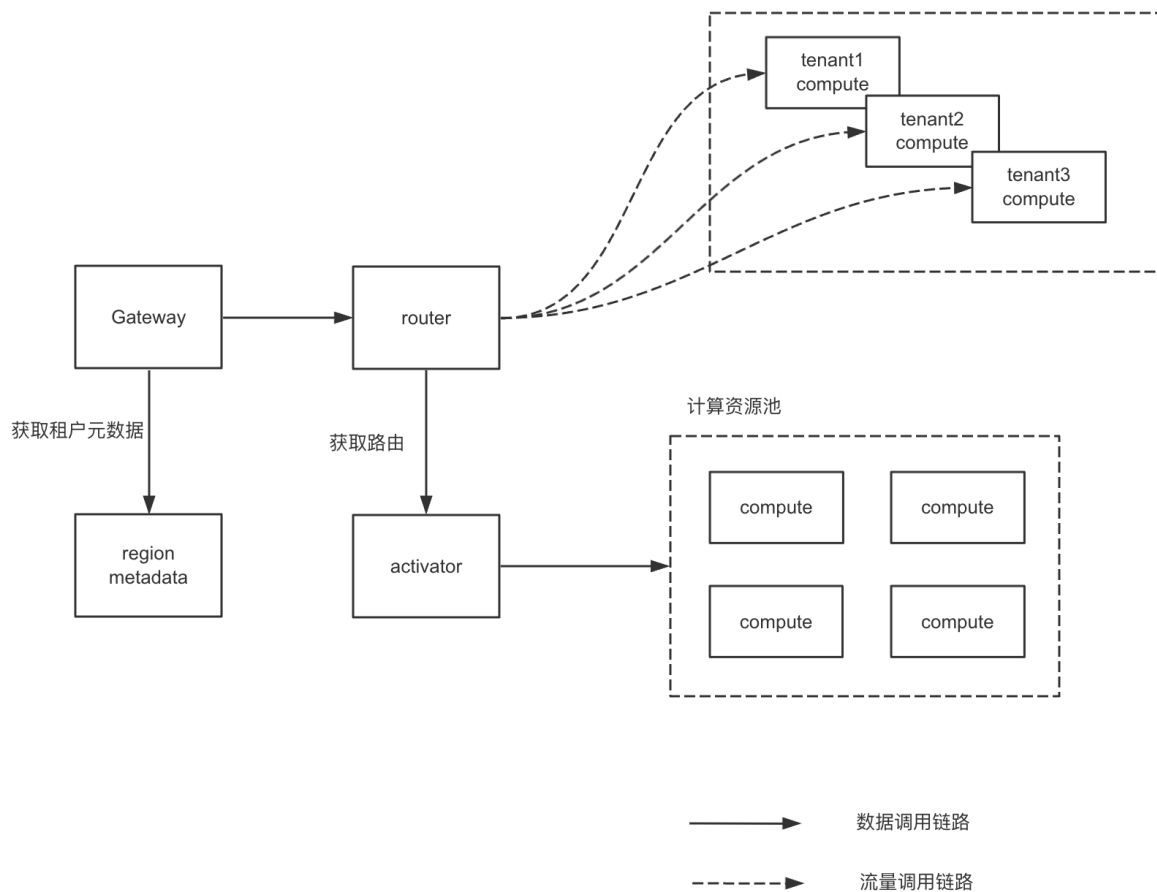 tenant1
compute
tenant2
compute
tenant3
compute
Gateway
router
获取租户元数据
获取路由
计算资源池
region
metadata
activator
compute
compute
compute
compute
数据调用链路
流量调用链路